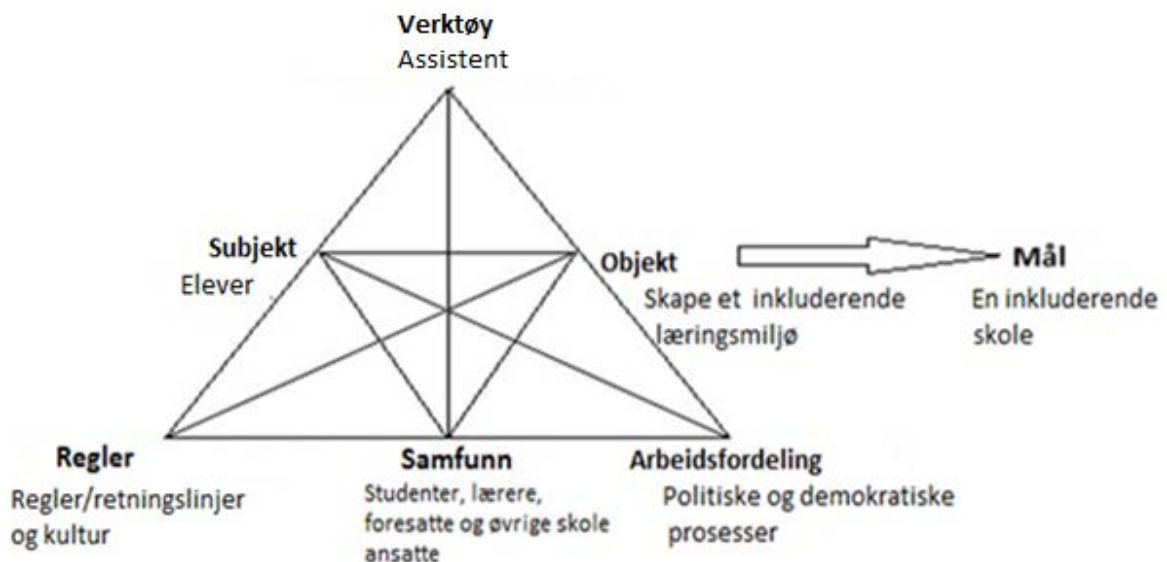 Verktøy
Assistent
Subjekt
Elever
Objekt
Skape et inkluderende
læringsmiljø
Mål
En inkluderende
skole
Regler
Regler/retningslinjer
og kultur
Samfunn
Studenter, lærere,
foresatte og øvrige skole
ansatte
Arbeidsfordeling
Politiske og demokratiske
prosesser